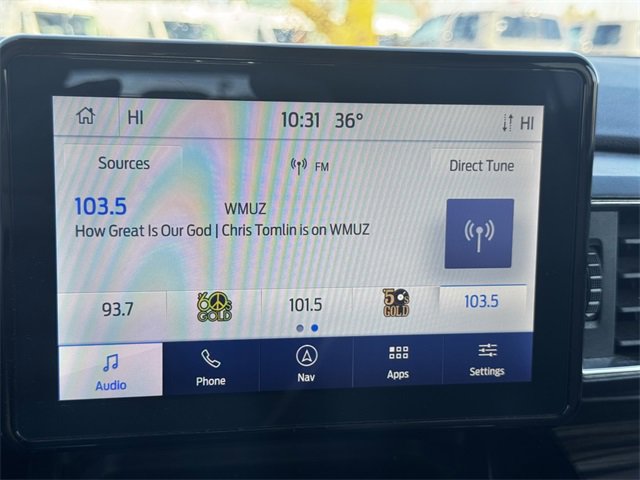 HI 10:31 36° HI
Sources FM Direct Tune
103.5 WMUZ
How Great Is Our God | Chris Tomlin is on WMUZ
93.7 60s GOLD 101.5 50s GOLD 103.5
Audio Phone Nav Apps Settings